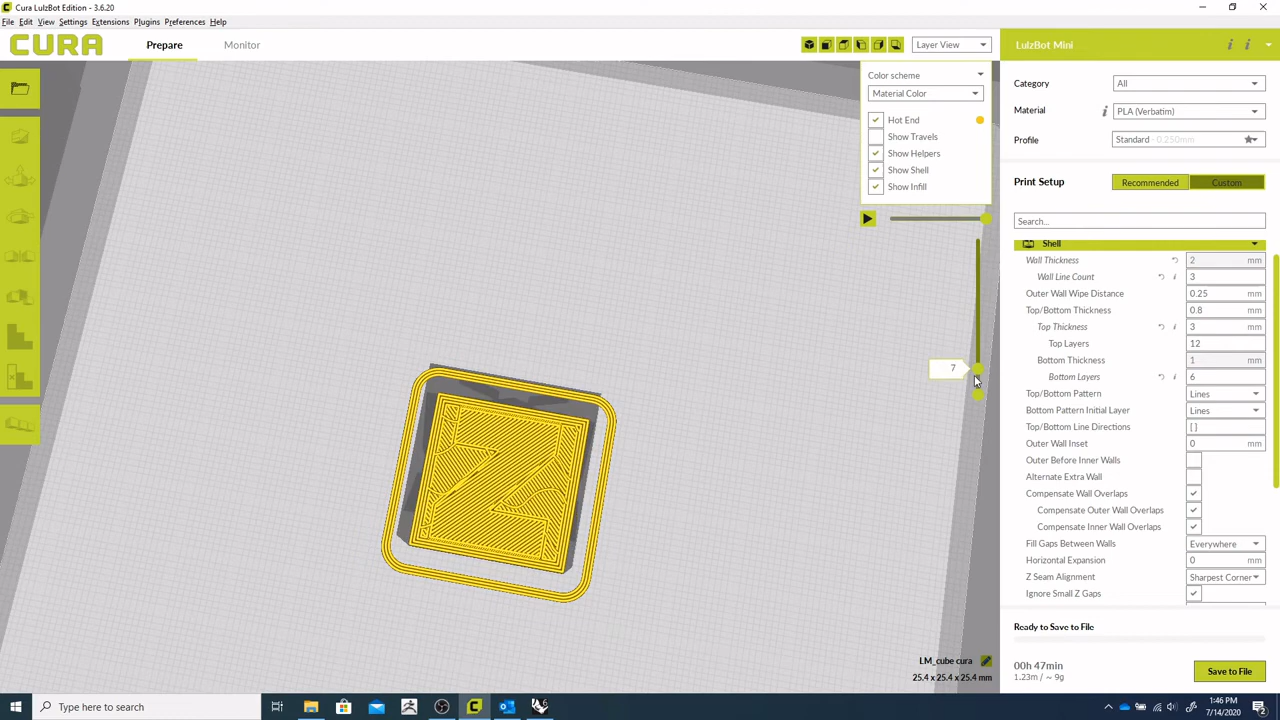 Cura LulzBot Edition - 3.6.20
File Edit View Settings Extensions Plugins Preferences Help
CURA
Prepare
Monitor
Layer View
LulzBot Mini
Color scheme
Material Color
Hot End
Show Travels
Show Helpers
Show Shell
Show Infill
7
Category All
Material PLA (Verbatim)
Profile Standard - 0.250mm
Print Setup Recommended Custom
Search...
Shell
Wall Thickness 2 mm
Wall Line Count 3
Outer Wall Wipe Distance 0.25 mm
Top/Bottom Thickness 0.8 mm
Top Thickness 3 mm
Top Layers 12
Bottom Thickness 1 mm
Bottom Layers 6
Top/Bottom Pattern Lines
Bottom Pattern Initial Layer Lines
Top/Bottom Line Directions [ ]
Outer Wall Inset 0 mm
Outer Before Inner Walls
Alternate Extra Wall
Compensate Wall Overlaps
Compensate Outer Wall Overlaps
Compensate Inner Wall Overlaps
Fill Gaps Between Walls Everywhere
Horizontal Expansion 0 mm
Z Seam Alignment Sharpest Corner
Ignore Small Z Gaps
Ready to Save to File
LM_cube cura
25.4 x 25.4 x 25.4 mm
00h 47min
1.23m / ~ 9g
Save to File
Type here to search
1:46 PM
7/14/2020
2